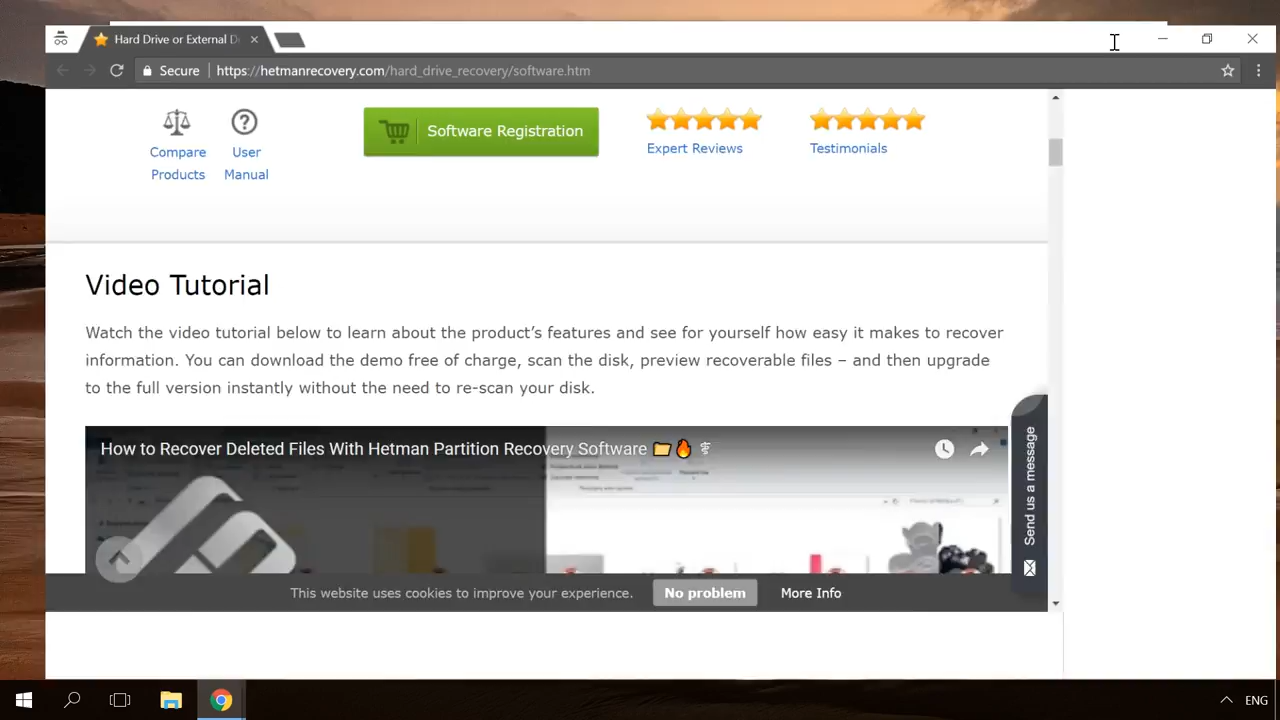 Hard Drive or External D
Secure
https://hetmanrecovery.com/hard_drive_recovery/software.htm
Compare
Products
User
Manual
Software Registration
Expert Reviews
Testimonials
Video Tutorial
Watch the video tutorial below to learn about the product’s features and see for yourself how easy it makes to recover
information. You can download the demo free of charge, scan the disk, preview recoverable files – and then upgrade
to the full version instantly without the need to re-scan your disk.
How to Recover Deleted Files With Hetman Partition Recovery Software 📁🔥⚕
Send us a message
This website uses cookies to improve your experience.
No problem
More Info
ENG